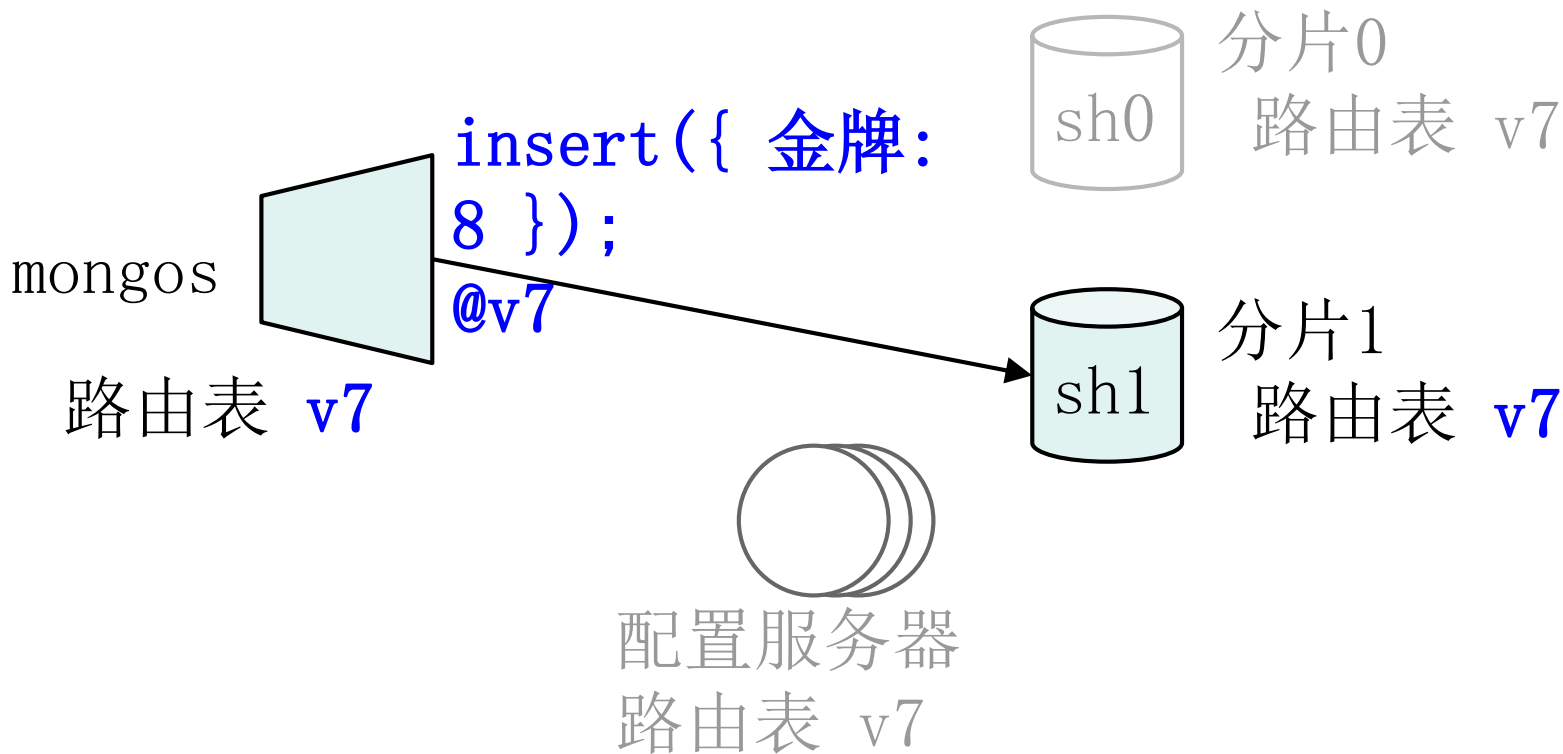 分片0
sh0
路由表 v7
insert({ 金牌:
8 });
@v7
mongos
路由表 v7
分片1
sh1
路由表 v7
配置服务器
路由表 v7